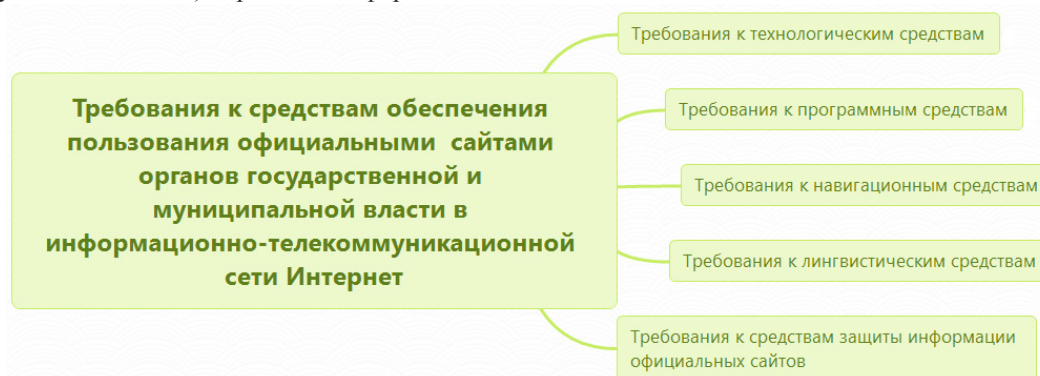 Требования к технологическим средствам
Требования к средствам обеспечения
пользования официальными сайтами
органов государственной и
муниципальной власти в
информационно-телекоммуникационной
сети Интернет
Требования к программным средствам
Требования к навигационным средствам
Требования к лингвистическим средствам
Требования к средствам защиты информации
официальных сайтов